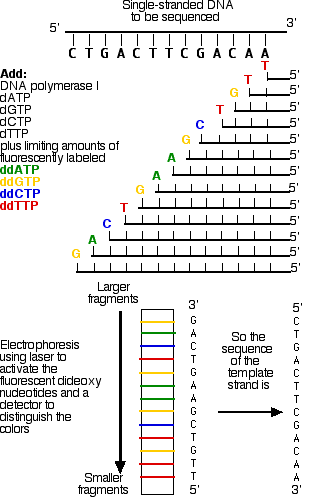 Single-stranded DNA
to be sequenced
5' 3'
C T G A C T T C G A C A A
Add:
DNA polymerase I
dATP
dGTP
dCTP
dTTP
plus limiting amounts of
fluorescently labeled
ddATP
ddGTP
ddCTP
ddTTP
T 5'
T 5'
G 5'
T 5'
C 5'
G 5'
A 5'
A 5'
G 5'
T 5'
C 5'
A 5'
G 5'
Larger
fragments
Electrophoresis
using laser to
activate the
fluorescent dideoxy
nucleotides and a
detector to
distinguish the
colors
Smaller
fragments
3'
G
A
C
T
G
A
A
G
C
T
G
T
T
5'
So the
sequence
of the
template
strand is
5'
C
T
G
A
C
T
T
C
G
A
C
A
A
3'